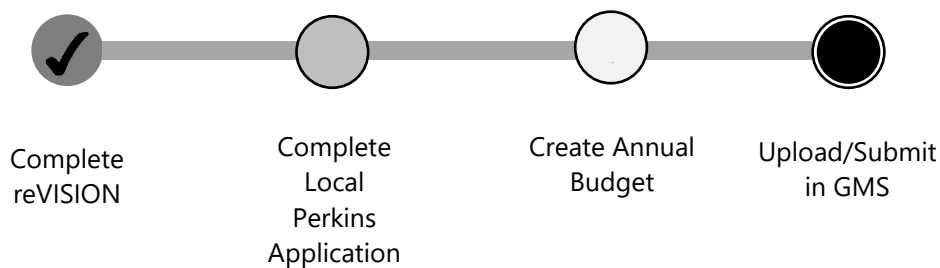 Complete
reVISION
Complete
Local
Perkins
Application
Create Annual
Budget
Upload/Submit
in GMS